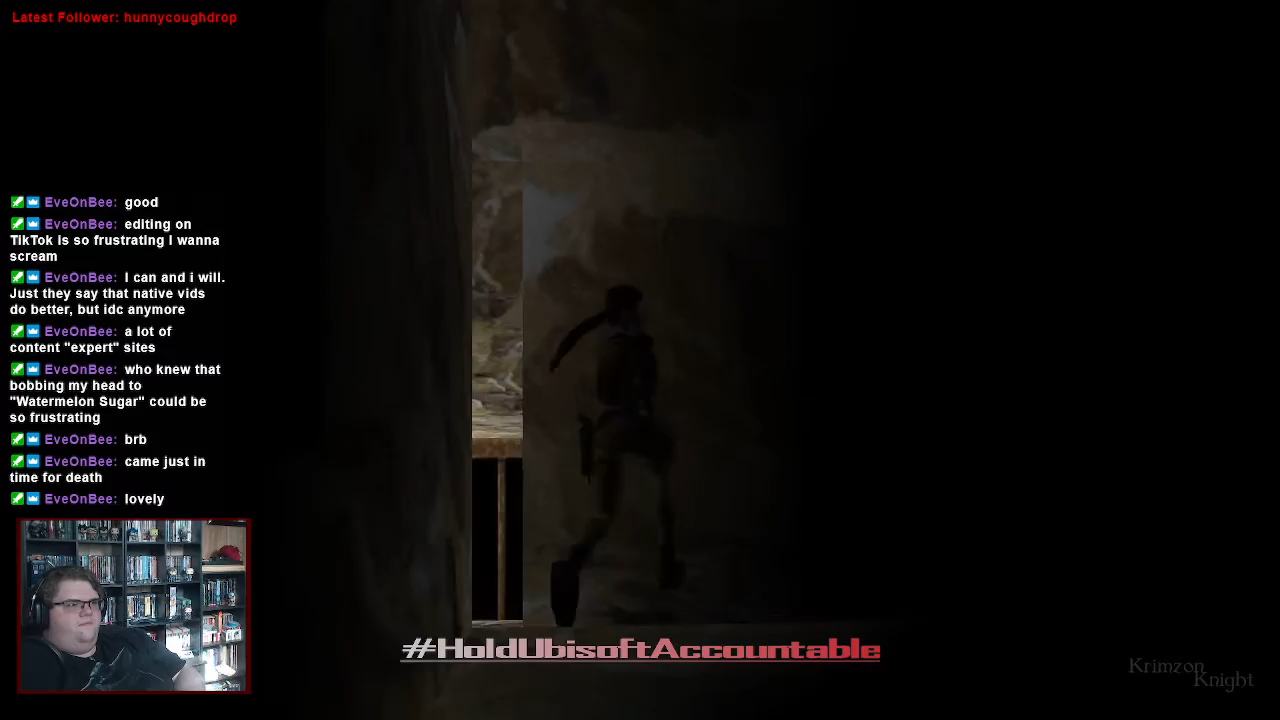 Latest Follower: hunnycoughdrop
EveOnBee: good
EveOnBee: editing on
TikTok is so frustrating I wanna
scream
EveOnBee: I can and i will.
Just they say that native vids
do better, but idc anymore
EveOnBee: a lot of
content "expert" sites
EveOnBee: who knew that
bobbing my head to
"Watermelon Sugar" could be
so frustrating
EveOnBee: brb
EveOnBee: came just in
time for death
EveOnBee: lovely
#HoldUbisoftAccountable
Krimzon
Knight